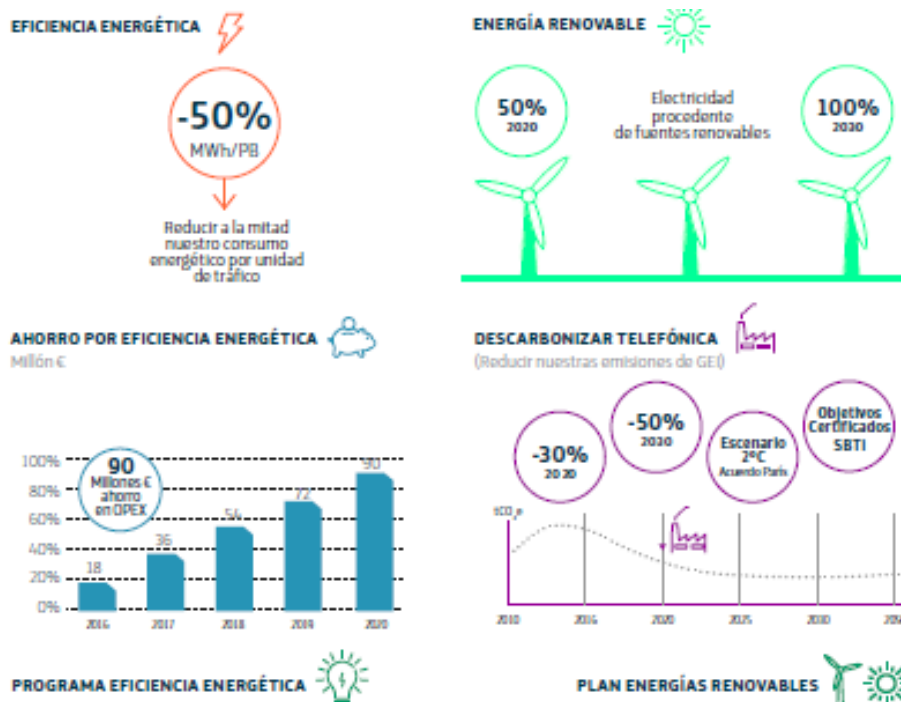 EFICIENCIA ENERGÉTICA
-50%
MWh/PB
Reducir a la mitad
nuestro consumo
energético por unidad
de tráfico
ENERGÍA RENOVABLE
50%
2020
Electricidad
procedente
de fuentes renovables
100%
2030
AHORRO POR EFICIENCIA ENERGÉTICA
Millón €
90
Millones €
ahorro
en OPEX
100%
80%
60%
40%
20%
0%
18
36
54
72
90
2016
2017
2018
2019
2020
DESCARBONIZAR TELEFÓNICA
(Reducir nuestras emisiones de GEI)
-30%
2020
-50%
2030
Escenario
2ºC
Acuerdo París
Objetivos
Certificados
SBTI
tCO₂e
2010
2015
2020
2025
2030
PROGRAMA EFICIENCIA ENERGÉTICA
PLAN ENERGÍAS RENOVABLES